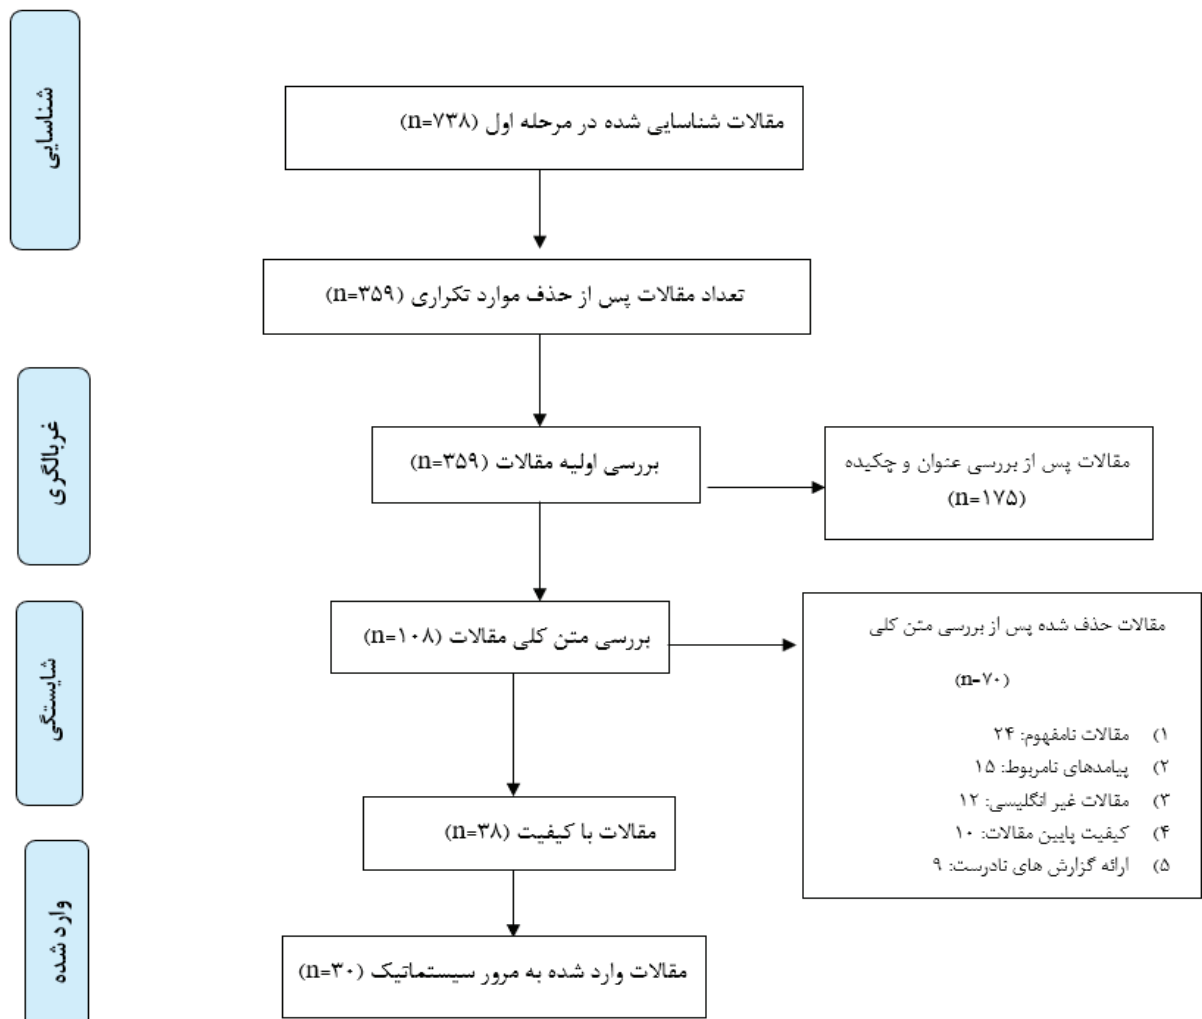 شناسایی
مقالات شناسایی شده در مرحله اول (n=۷۳۸)
تعداد مقالات پس از حذف موارد تکراری (n=۳۵۹)
غربالگری
بررسی اولیه مقالات (n=۳۵۹)
مقالات پس از بررسی عنوان و چکیده
(n=۱۷۵)
شایستگی
بررسی متن کلی مقالات (n=۱۰۸)
مقالات حذف شده پس از بررسی متن کلی
(n=۷۰)
۱) مقالات نامفهوم: ۲۴
۲) پیامدهای نامربوط: ۱۵
۳) مقالات غیر انگلیسی: ۱۲
۴) کیفیت پایین مقالات: ۱۰
۵) ارائه گزارش های نادرست: ۹
مقالات با کیفیت (n=۳۸)
وارد شده
مقالات وارد شده به مرور سیستماتیک (n=۳۰)